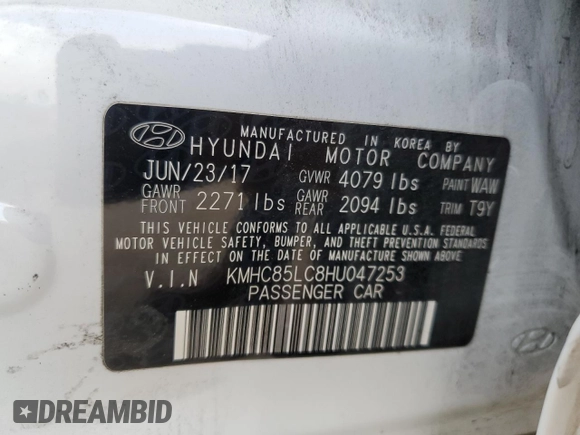 MANUFACTURED IN KOREA BY
HYUNDAI MOTOR COMPANY
JUN/23/17 GVWR 4079 lbs PAINT WAW
GAWR FRONT 2271 lbs GAWR REAR 2094 lbs TRIM T9Y
THIS VEHICLE CONFORMS TO ALL APPLICABLE U.S.A. FEDERAL
MOTOR VEHICLE SAFETY, BUMPER, AND THEFT PREVENTION STANDARDS
IN EFFECT ON THE DATE OF MANUFACTURE SHOWN ABOVE.
V.I.N KMHC85LC8HU047253
PASSENGER CAR
DREAMBID